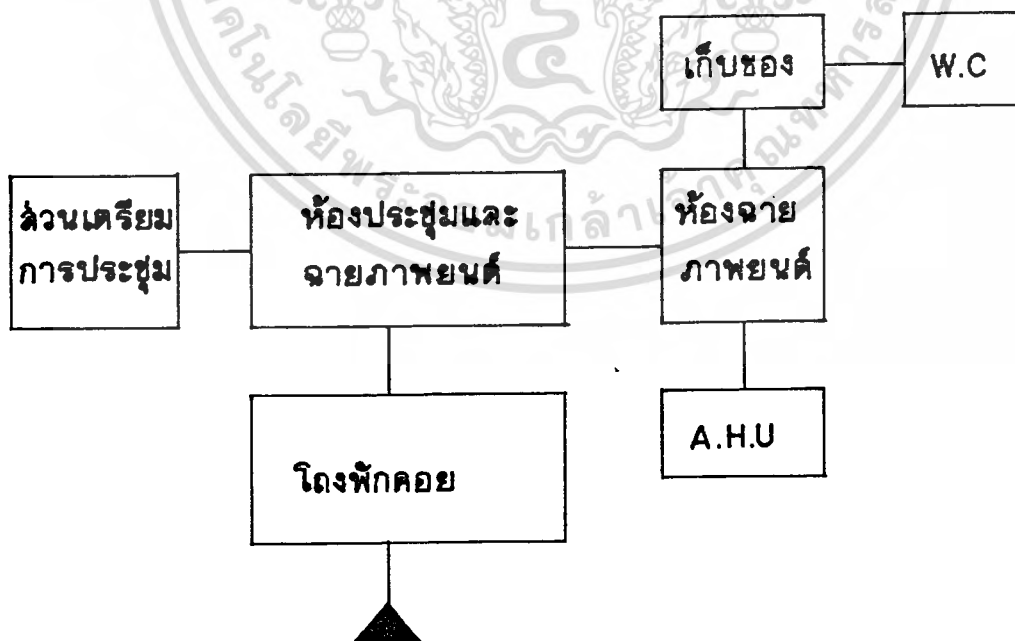 เก็บของ
W.C
ส่วนเตรียม
การประชุม
ห้องประชุมและ
ฉายภาพยนต์
ห้องฉาย
ภาพยนต์
A.H.U
โถงพักคอย